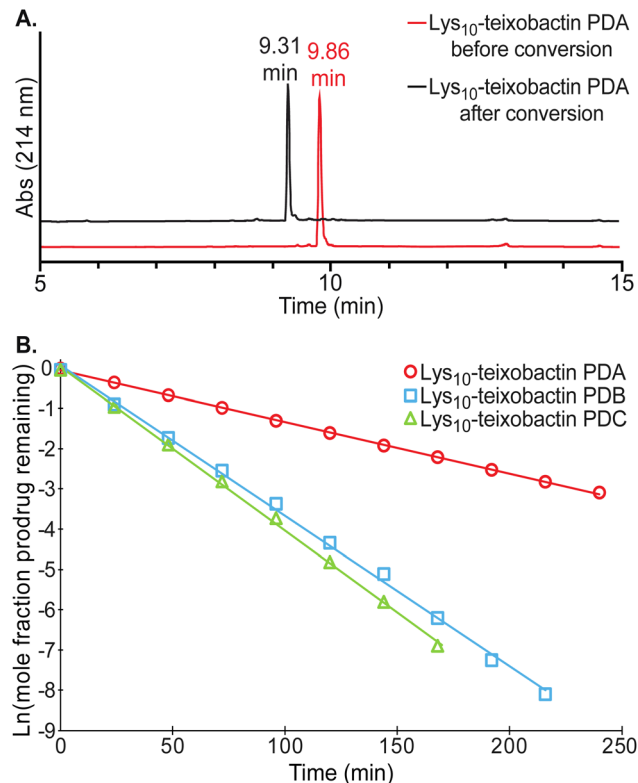 A.
Lys10-teixobactin PDA
before conversion
Lys10-teixobactin PDA
after conversion
9.31
min
9.86
min
Abs (214 nm)
5 10 15
Time (min)
B.
Lys10-teixobactin PDA
Lys10-teixobactin PDB
Lys10-teixobactin PDC
Ln(mole fraction prodrug remaining)
0
-1
-2
-3
-4
-5
-6
-7
-8
-9
0 50 100 150 200 250
Time (min)